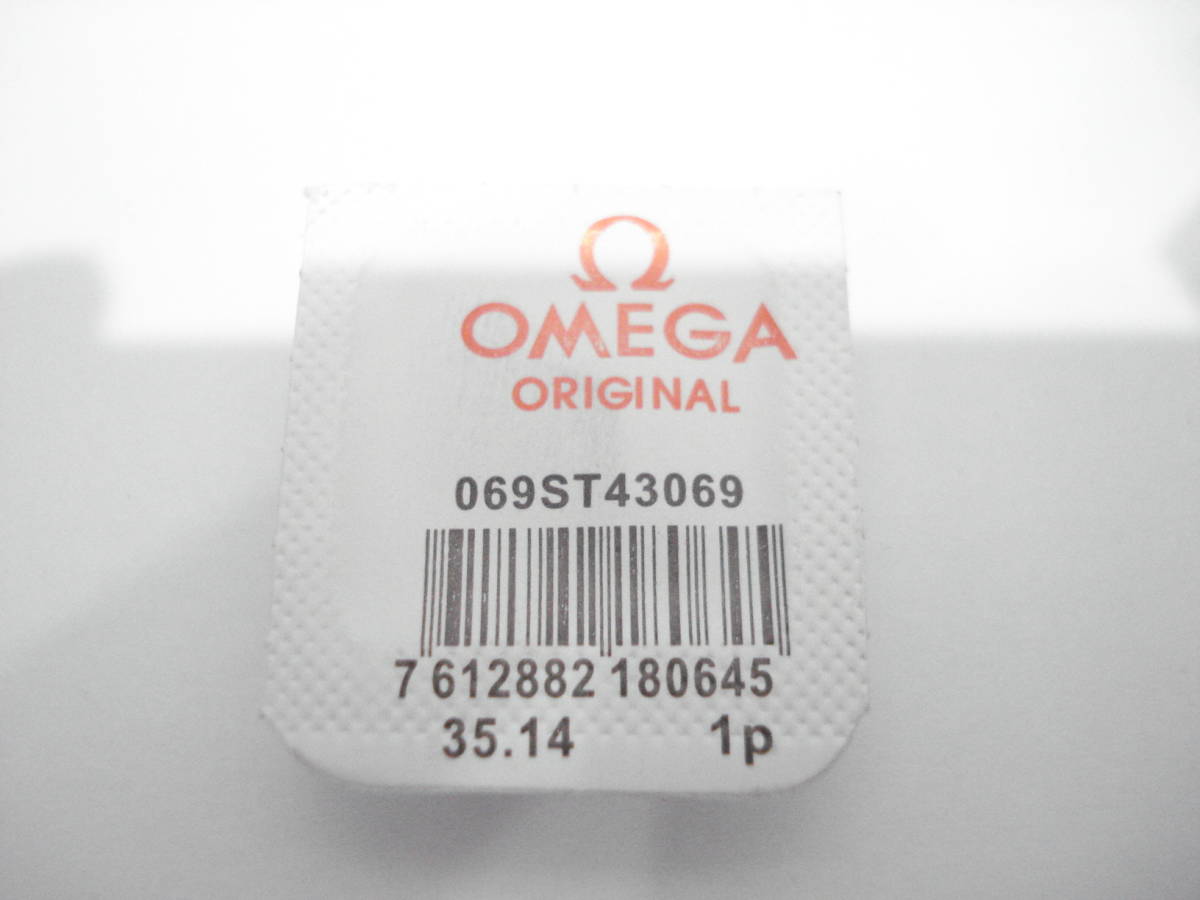 Ω
OMEGA
ORIGINAL
069ST43069
7 612882 180645
35.14 1p